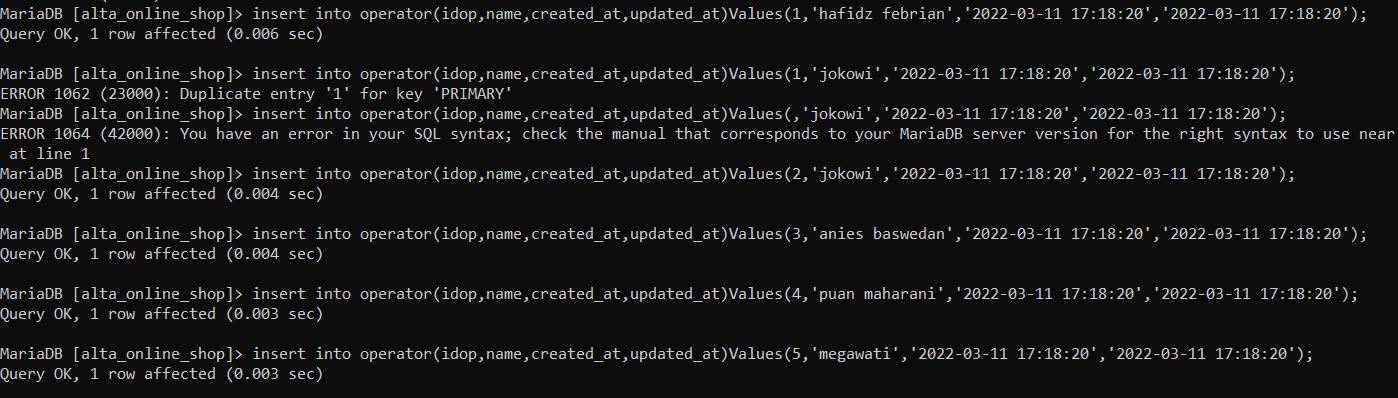 MariaDB [alta_online_shop]> insert into operator(idop,name,created_at,updated_at)Values(1,'hafidz febrian','2022-03-11 17:18:20','2022-03-11 17:18:20');
Query OK, 1 row affected (0.006 sec)
MariaDB [alta_online_shop]> insert into operator(idop,name,created_at,updated_at)Values(1,'jokowi','2022-03-11 17:18:20','2022-03-11 17:18:20');
ERROR 1062 (23000): Duplicate entry '1' for key 'PRIMARY'
MariaDB [alta_online_shop]> insert into operator(idop,name,created_at,updated_at)Values(,'jokowi','2022-03-11 17:18:20','2022-03-11 17:18:20');
ERROR 1064 (42000): You have an error in your SQL syntax; check the manual that corresponds to your MariaDB server version for the right syntax to use near
at line 1
MariaDB [alta_online_shop]> insert into operator(idop,name,created_at,updated_at)Values(2,'jokowi','2022-03-11 17:18:20','2022-03-11 17:18:20');
Query OK, 1 row affected (0.004 sec)
MariaDB [alta_online_shop]> insert into operator(idop,name,created_at,updated_at)Values(3,'anies baswedan','2022-03-11 17:18:20','2022-03-11 17:18:20');
Query OK, 1 row affected (0.004 sec)
MariaDB [alta_online_shop]> insert into operator(idop,name,created_at,updated_at)Values(4,'puan maharani','2022-03-11 17:18:20','2022-03-11 17:18:20');
Query OK, 1 row affected (0.003 sec)
MariaDB [alta_online_shop]> insert into operator(idop,name,created_at,updated_at)Values(5,'megawati','2022-03-11 17:18:20','2022-03-11 17:18:20');
Query OK, 1 row affected (0.003 sec)